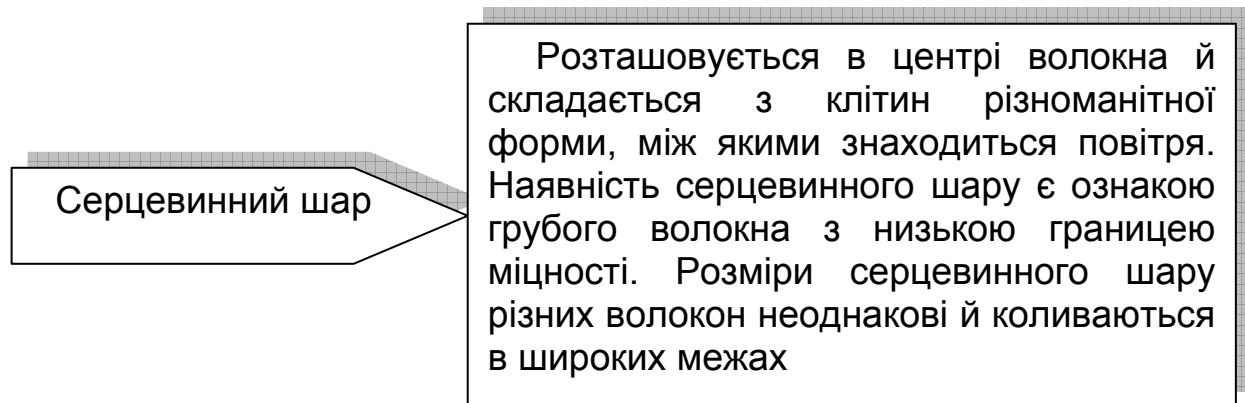 Серцевинний шар
Розташовується в центрі волокна й
складається з клітин різноманітної
форми, між якими знаходиться повітря.
Наявність серцевинного шару є ознакою
грубого волокна з низькою границею
міцності. Розміри серцевинного шару
різних волокон неоднакові й коливаються
в широких межах